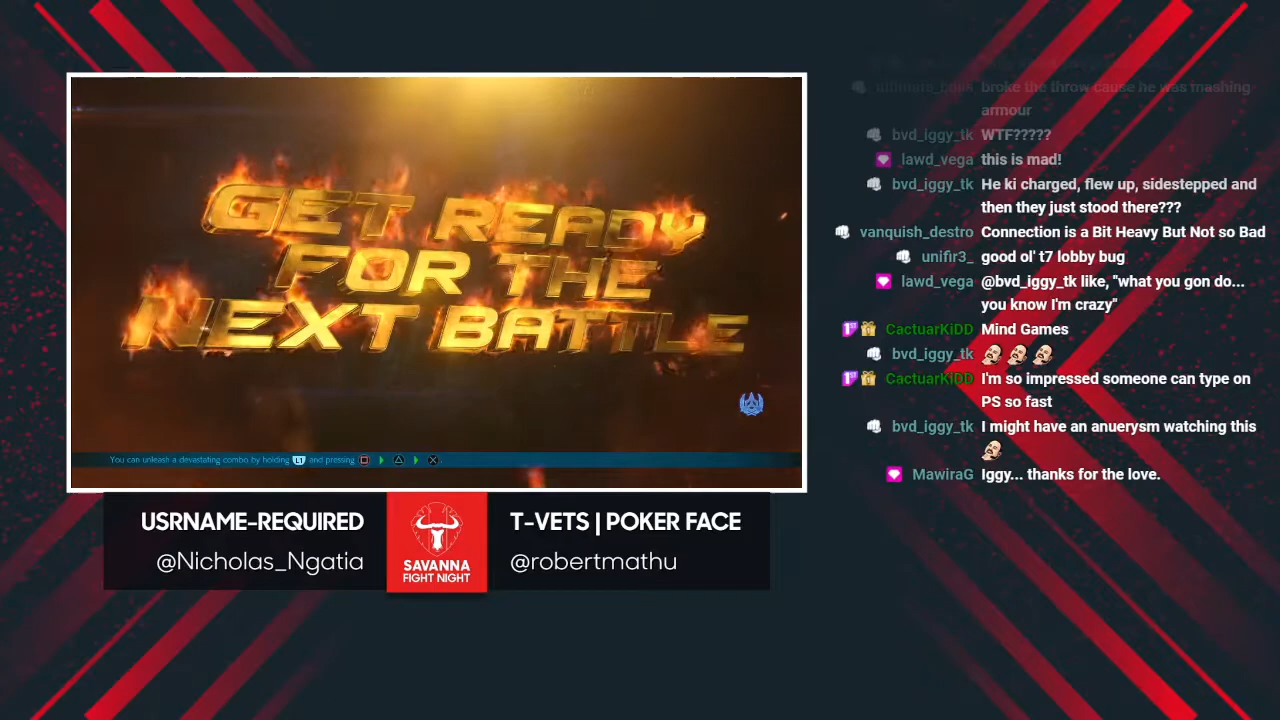 GET READY
FOR THE
NEXT BATTLE
You can unleash a devastating combo by holding L1 and pressing
USRNAME-REQUIRED
@Nicholas_Ngatia
SAVANNA
FIGHT NIGHT
T-VETS | POKER FACE
@robertmathu
broke the throw cause he was mashing
armour
bvd_iggy_tk WTF?????
lawd_vega this is mad!
bvd_iggy_tk He ki charged, flew up, sidestepped and
then they just stood there???
vanquish_destro Connection is a Bit Heavy But Not so Bad
unifir3_ good ol' t7 lobby bug
lawd_vega @bvd_iggy_tk like, "what you gon do...
you know I'm crazy"
CactuarKiDD Mind Games
bvd_iggy_tk
CactuarKiDD I'm so impressed someone can type on
PS so fast
bvd_iggy_tk I might have an anuerysm watching this
MawiraG Iggy... thanks for the love.